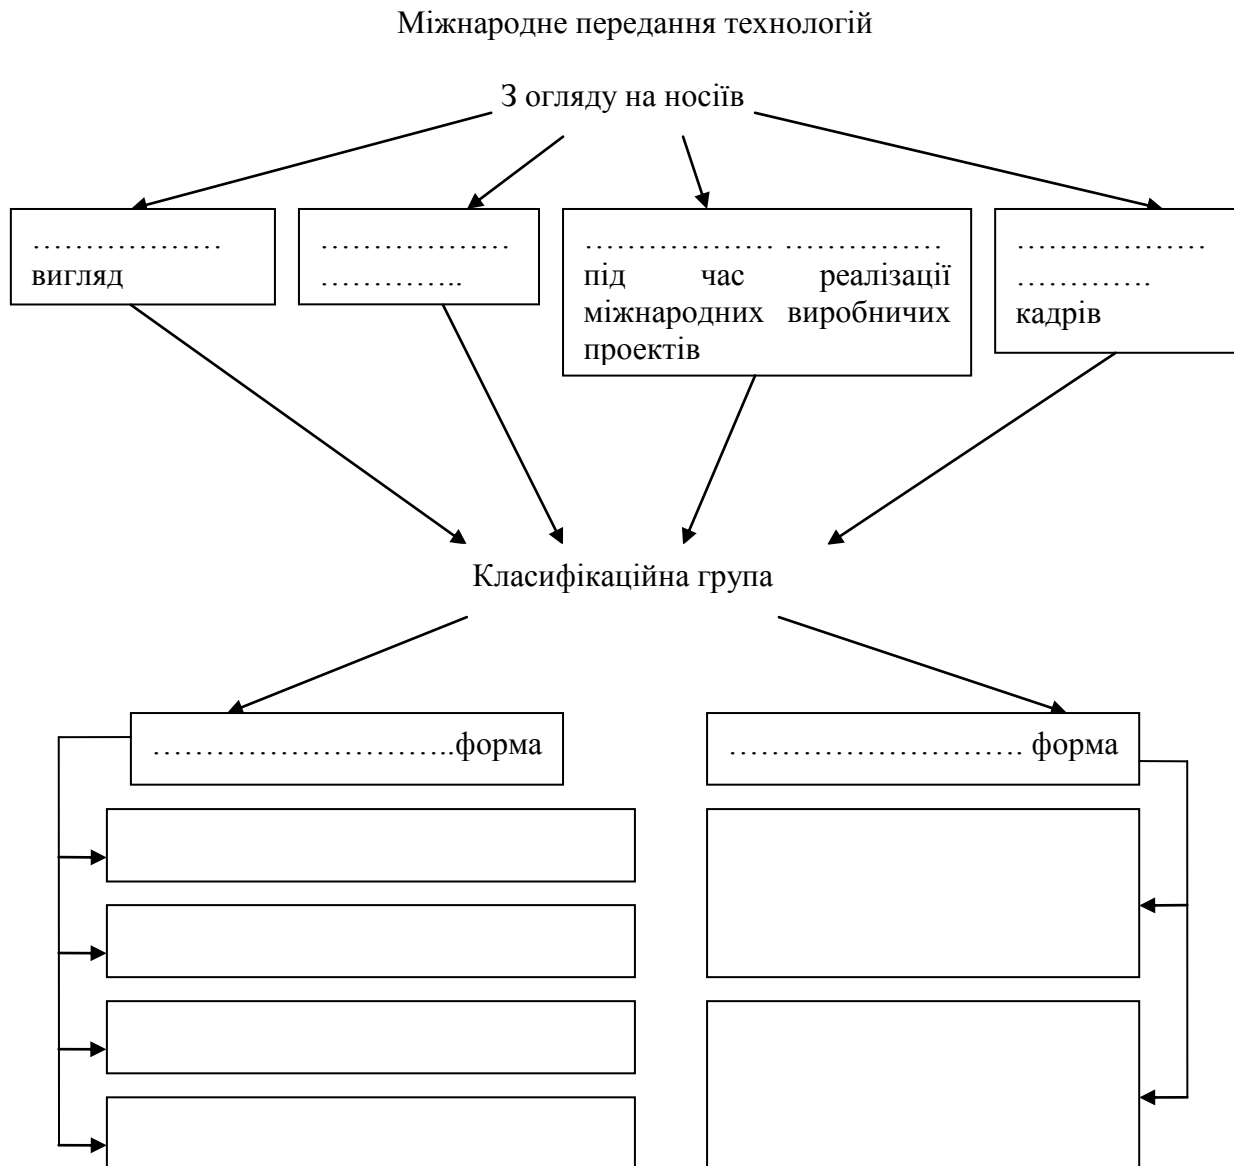 Міжнародне передання технологій
З огляду на носіїв
………………
вигляд
………………
…………..
……………… ……………
під час реалізації
міжнародних виробничих
проектів
………………
………….
кадрів
Класифікаційна група
………………………..форма
………………………. форма